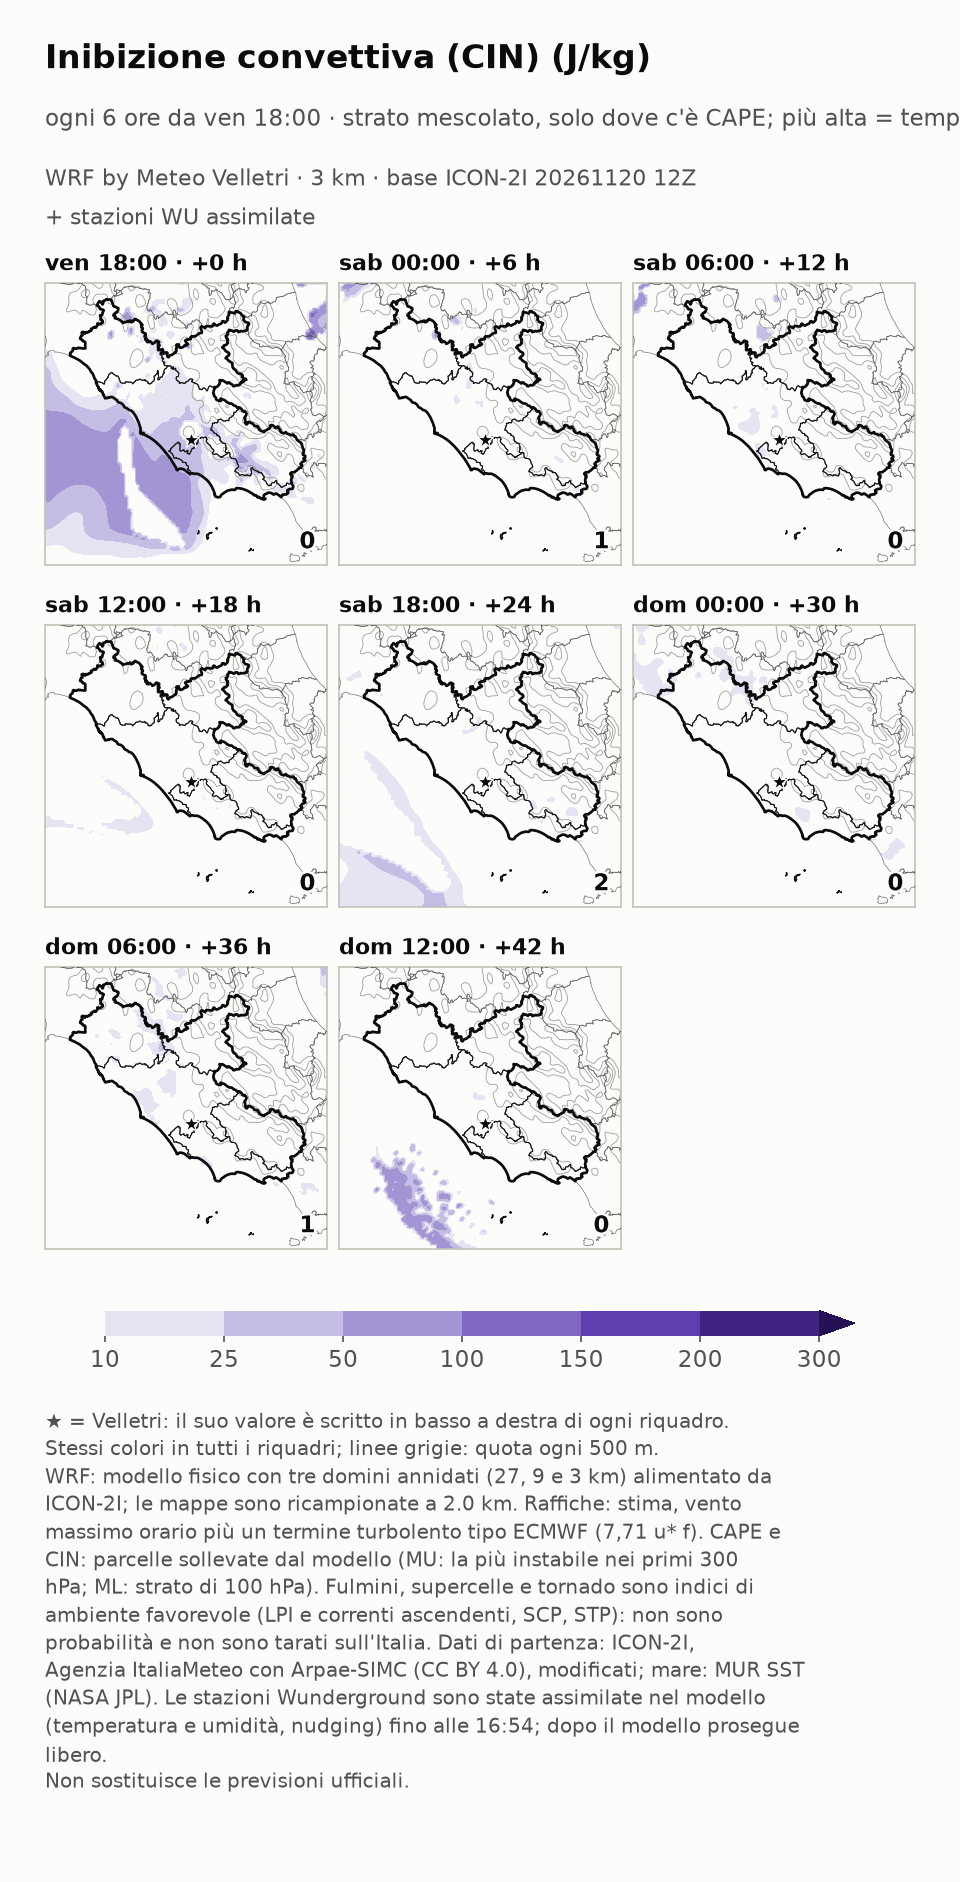 Inibizione convettiva (CIN) (J/kg)
ogni 6 ore da ven 18:00 · strato mescolato, solo dove c'è CAPE; più alta = temp
WRF by Meteo Velletri · 3 km · base ICON-2I 20261120 12Z
+ stazioni WU assimilate
ven 18:00 · +0 h
sab 00:00 · +6 h
sab 06:00 · +12 h
0
1
0
sab 12:00 · +18 h
sab 18:00 · +24 h
dom 00:00 · +30 h
0
2
0
dom 06:00 · +36 h
dom 12:00 · +42 h
1
0
10 25 50 100 150 200 300
★ = Velletri: il suo valore è scritto in basso a destra di ogni riquadro.
Stessi colori in tutti i riquadri; linee grigie: quota ogni 500 m.
WRF: modello fisico con tre domini annidati (27, 9 e 3 km) alimentato da
ICON-2I; le mappe sono ricampionate a 2.0 km. Raffiche: stima, vento
massimo orario più un termine turbolento tipo ECMWF (7,71 u* f). CAPE e
CIN: parcelle sollevate dal modello (MU: la più instabile nei primi 300
hPa; ML: strato di 100 hPa). Fulmini, supercelle e tornado sono indici di
ambiente favorevole (LPI e correnti ascendenti, SCP, STP): non sono
probabilità e non sono tarati sull'Italia. Dati di partenza: ICON-2I,
Agenzia ItaliaMeteo con Arpae-SIMC (CC BY 4.0), modificati; mare: MUR SST
(NASA JPL). Le stazioni Wunderground sono state assimilate nel modello
(temperatura e umidità, nudging) fino alle 16:54; dopo il modello prosegue
libero.
Non sostituisce le previsioni ufficiali.